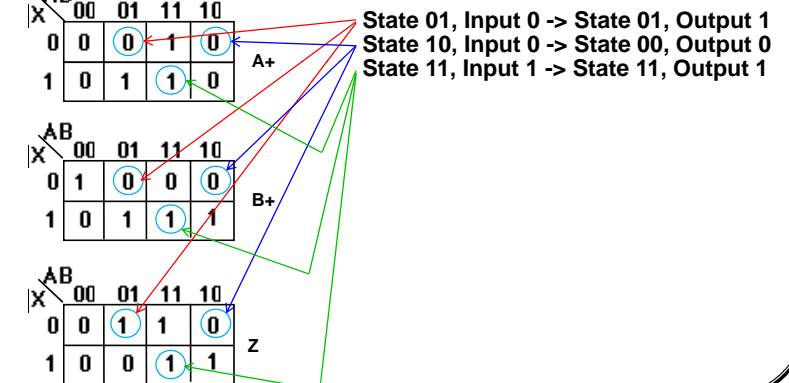 State 01, Input 0 -> State 01, Output 1
State 10, Input 0 -> State 00, Output 0
State 11, Input 1 -> State 11, Output 1
X 00 01 11 10
0 0 0 1 0
1 0 1 1 0
A+
AB
X 00 01 11 10
0 1 0 0 0
1 0 1 1 1
B+
AB
X 00 01 11 10
0 0 1 1 0
1 0 0 1 1
Z